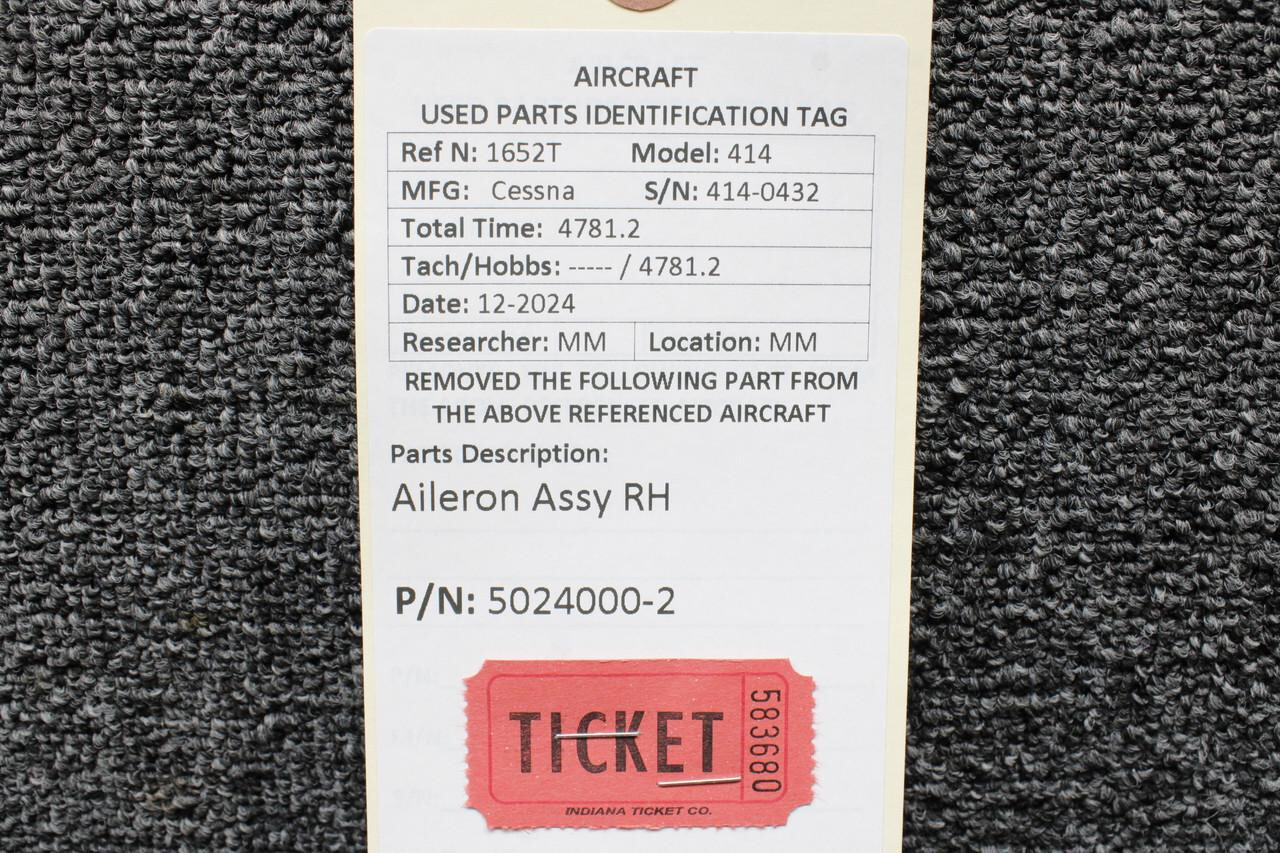 AIRCRAFT
USED PARTS IDENTIFICATION TAG
Ref N: 1652T Model: 414
MFG: Cessna S/N: 414-0432
Total Time: 4781.2
Tach/Hobbs: ----- / 4781.2
Date: 12-2024
Researcher: MM Location: MM
REMOVED THE FOLLOWING PART FROM
THE ABOVE REFERENCED AIRCRAFT
Parts Description:
Aileron Assy RH
P/N: 5024000-2
TICKET
583680
INDIANA TICKET CO.